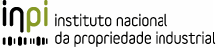 inpi instituto nacional
da propriedade industrial